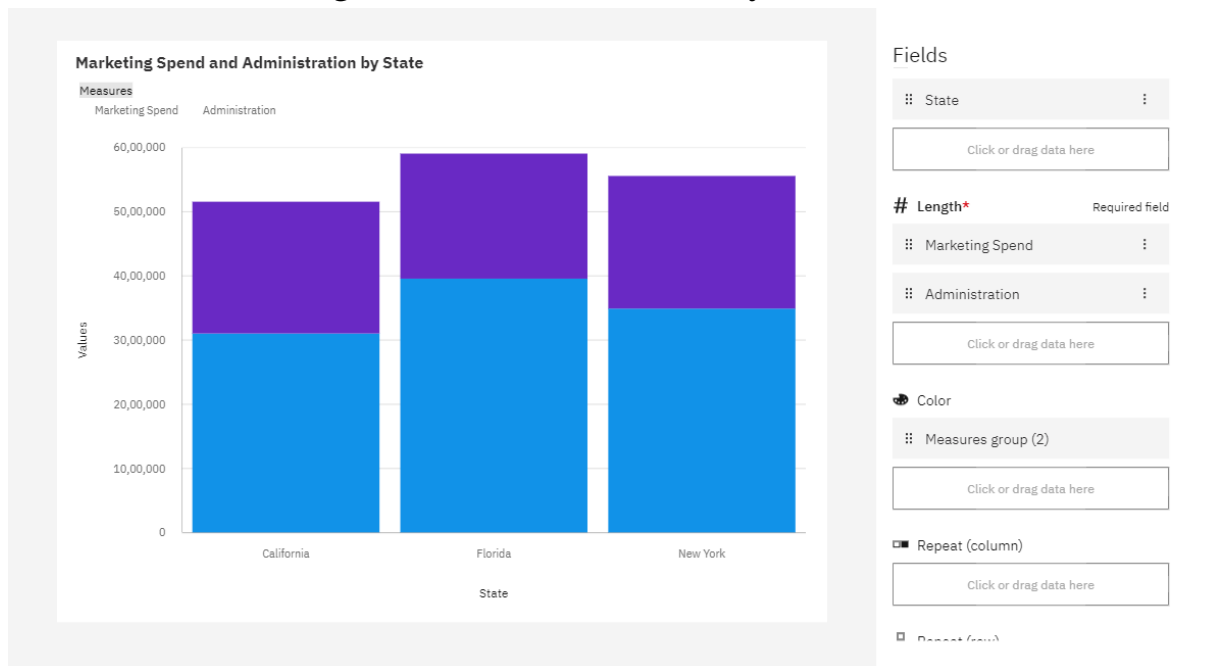 Marketing Spend and Administration by State
Measures
Marketing Spend Administration
60,00,000
50,00,000
40,00,000
30,00,000
20,00,000
10,00,000
0
Values
California Florida New York
State
Fields
State
Click or drag data here
# Length* Required field
Marketing Spend
Administration
Click or drag data here
Color
Measures group (2)
Click or drag data here
Repeat (column)
Click or drag data here